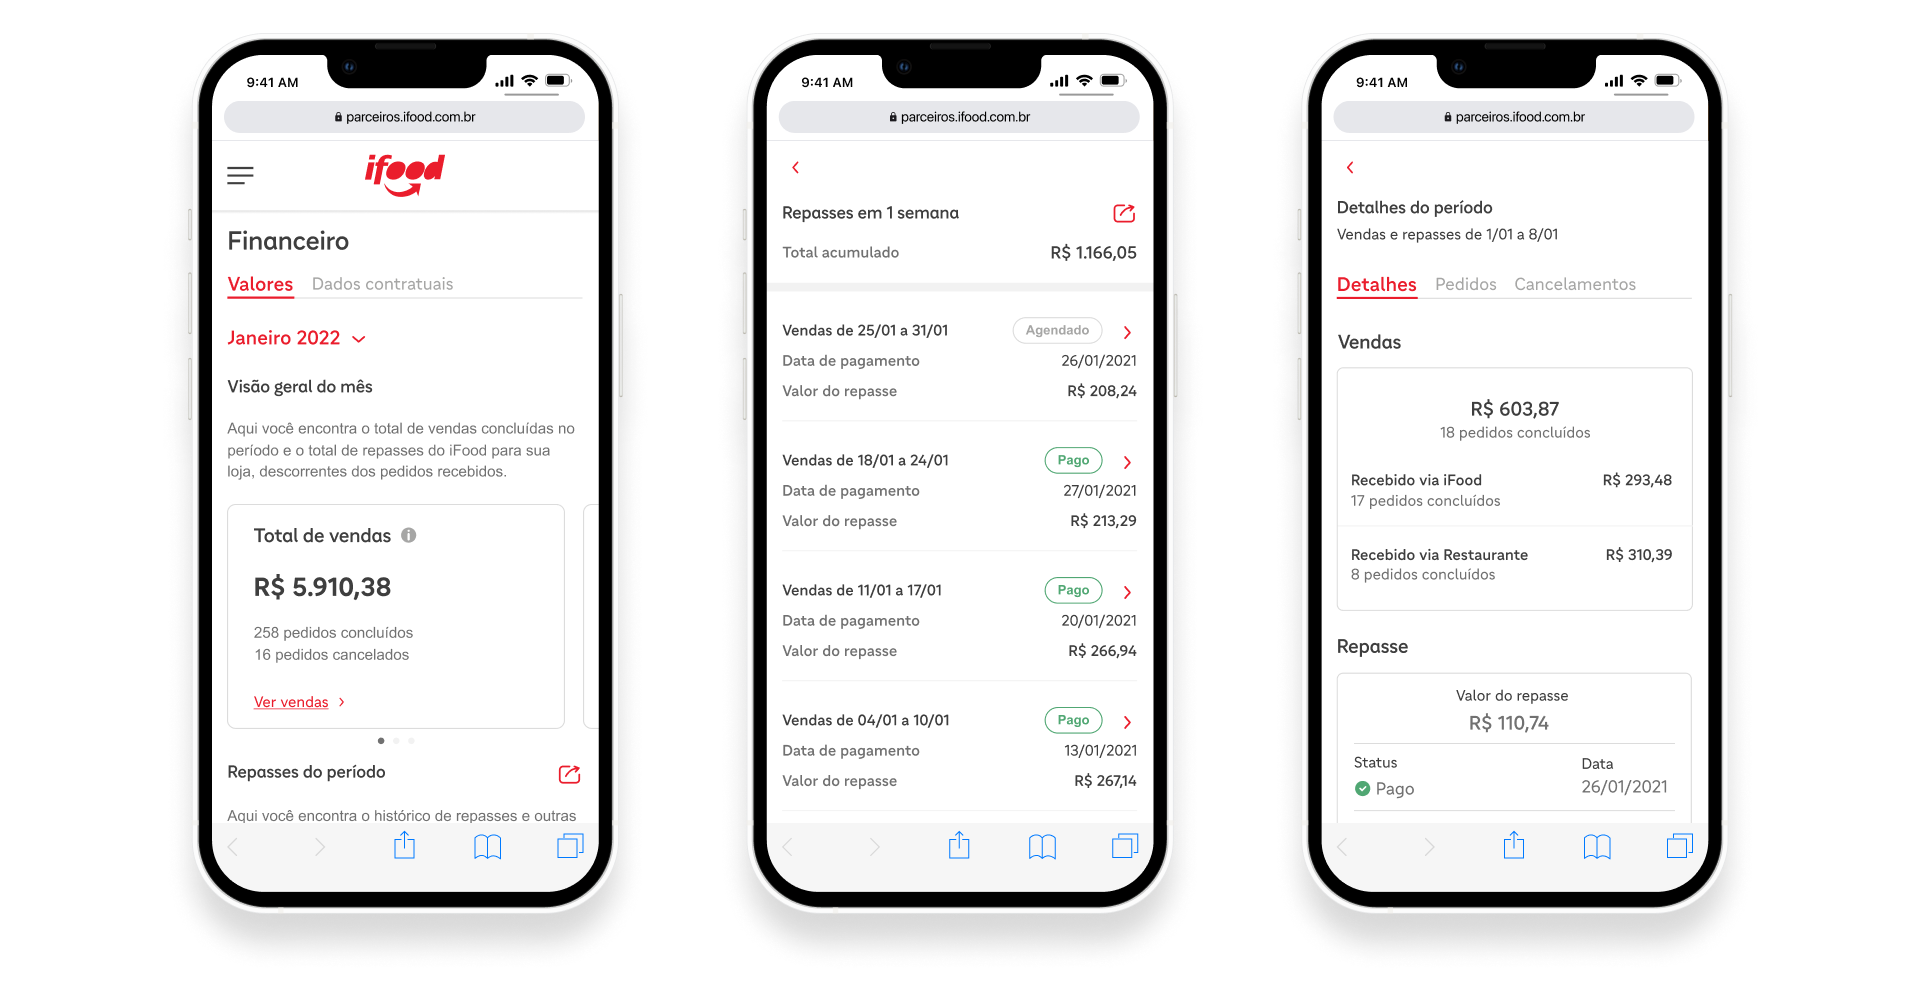 9:41 AM
parceiros.ifood.com.br
ifood
Financeiro
Valores Dados contratuais
Janeiro 2022
Visão geral do mês
Aqui você encontra o total de vendas concluídas no
período e o total de repasses do iFood para sua
loja, descorrentes dos pedidos recebidos.
Total de vendas
R$ 5.910,38
258 pedidos concluídos
16 pedidos cancelados
Ver vendas
Repasses do período
Aqui você encontra o histórico de repasses e outras
9:41 AM
parceiros.ifood.com.br
Repasses em 1 semana
Total acumulado R$ 1.166,05
Vendas de 25/01 a 31/01 Agendado
Data de pagamento 26/01/2021
Valor do repasse R$ 208,24
Vendas de 18/01 a 24/01 Pago
Data de pagamento 27/01/2021
Valor do repasse R$ 213,29
Vendas de 11/01 a 17/01 Pago
Data de pagamento 20/01/2021
Valor do repasse R$ 266,94
Vendas de 04/01 a 10/01 Pago
Data de pagamento 13/01/2021
Valor do repasse R$ 267,14
9:41 AM
parceiros.ifood.com.br
Detalhes do período
Vendas e repasses de 1/01 a 8/01
Detalhes Pedidos Cancelamentos
Vendas
R$ 603,87
18 pedidos concluídos
Recebido via iFood R$ 293,48
17 pedidos concluídos
Recebido via Restaurante R$ 310,39
8 pedidos concluídos
Repasse
Valor do repasse
R$ 110,74
Status Data
Pago 26/01/2021